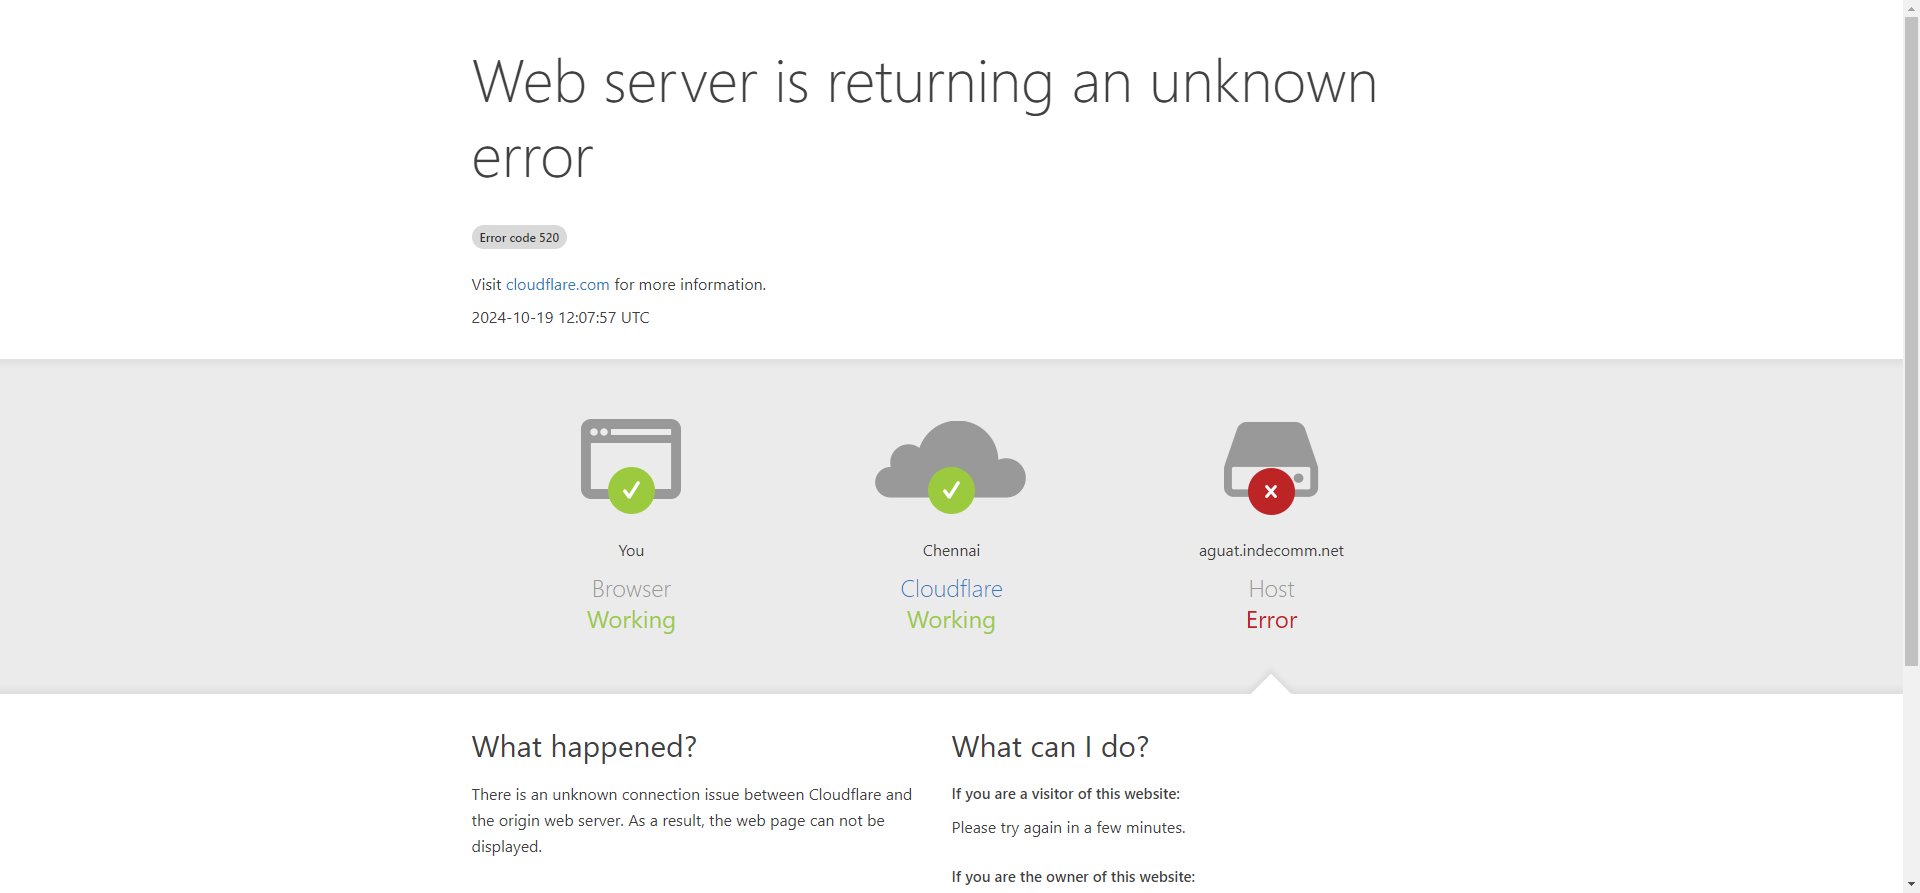 Web server is returning an unknown
error
Error code 520
Visit cloudflare.com for more information.
2024-10-19 12:07:57 UTC
You
Browser
Working
Chennai
Cloudflare
Working
aguat.indecomm.net
Host
Error
What happened?
There is an unknown connection issue between Cloudflare and
the origin web server. As a result, the web page can not be
displayed.
What can I do?
If you are a visitor of this website:
Please try again in a few minutes.
If you are the owner of this website: